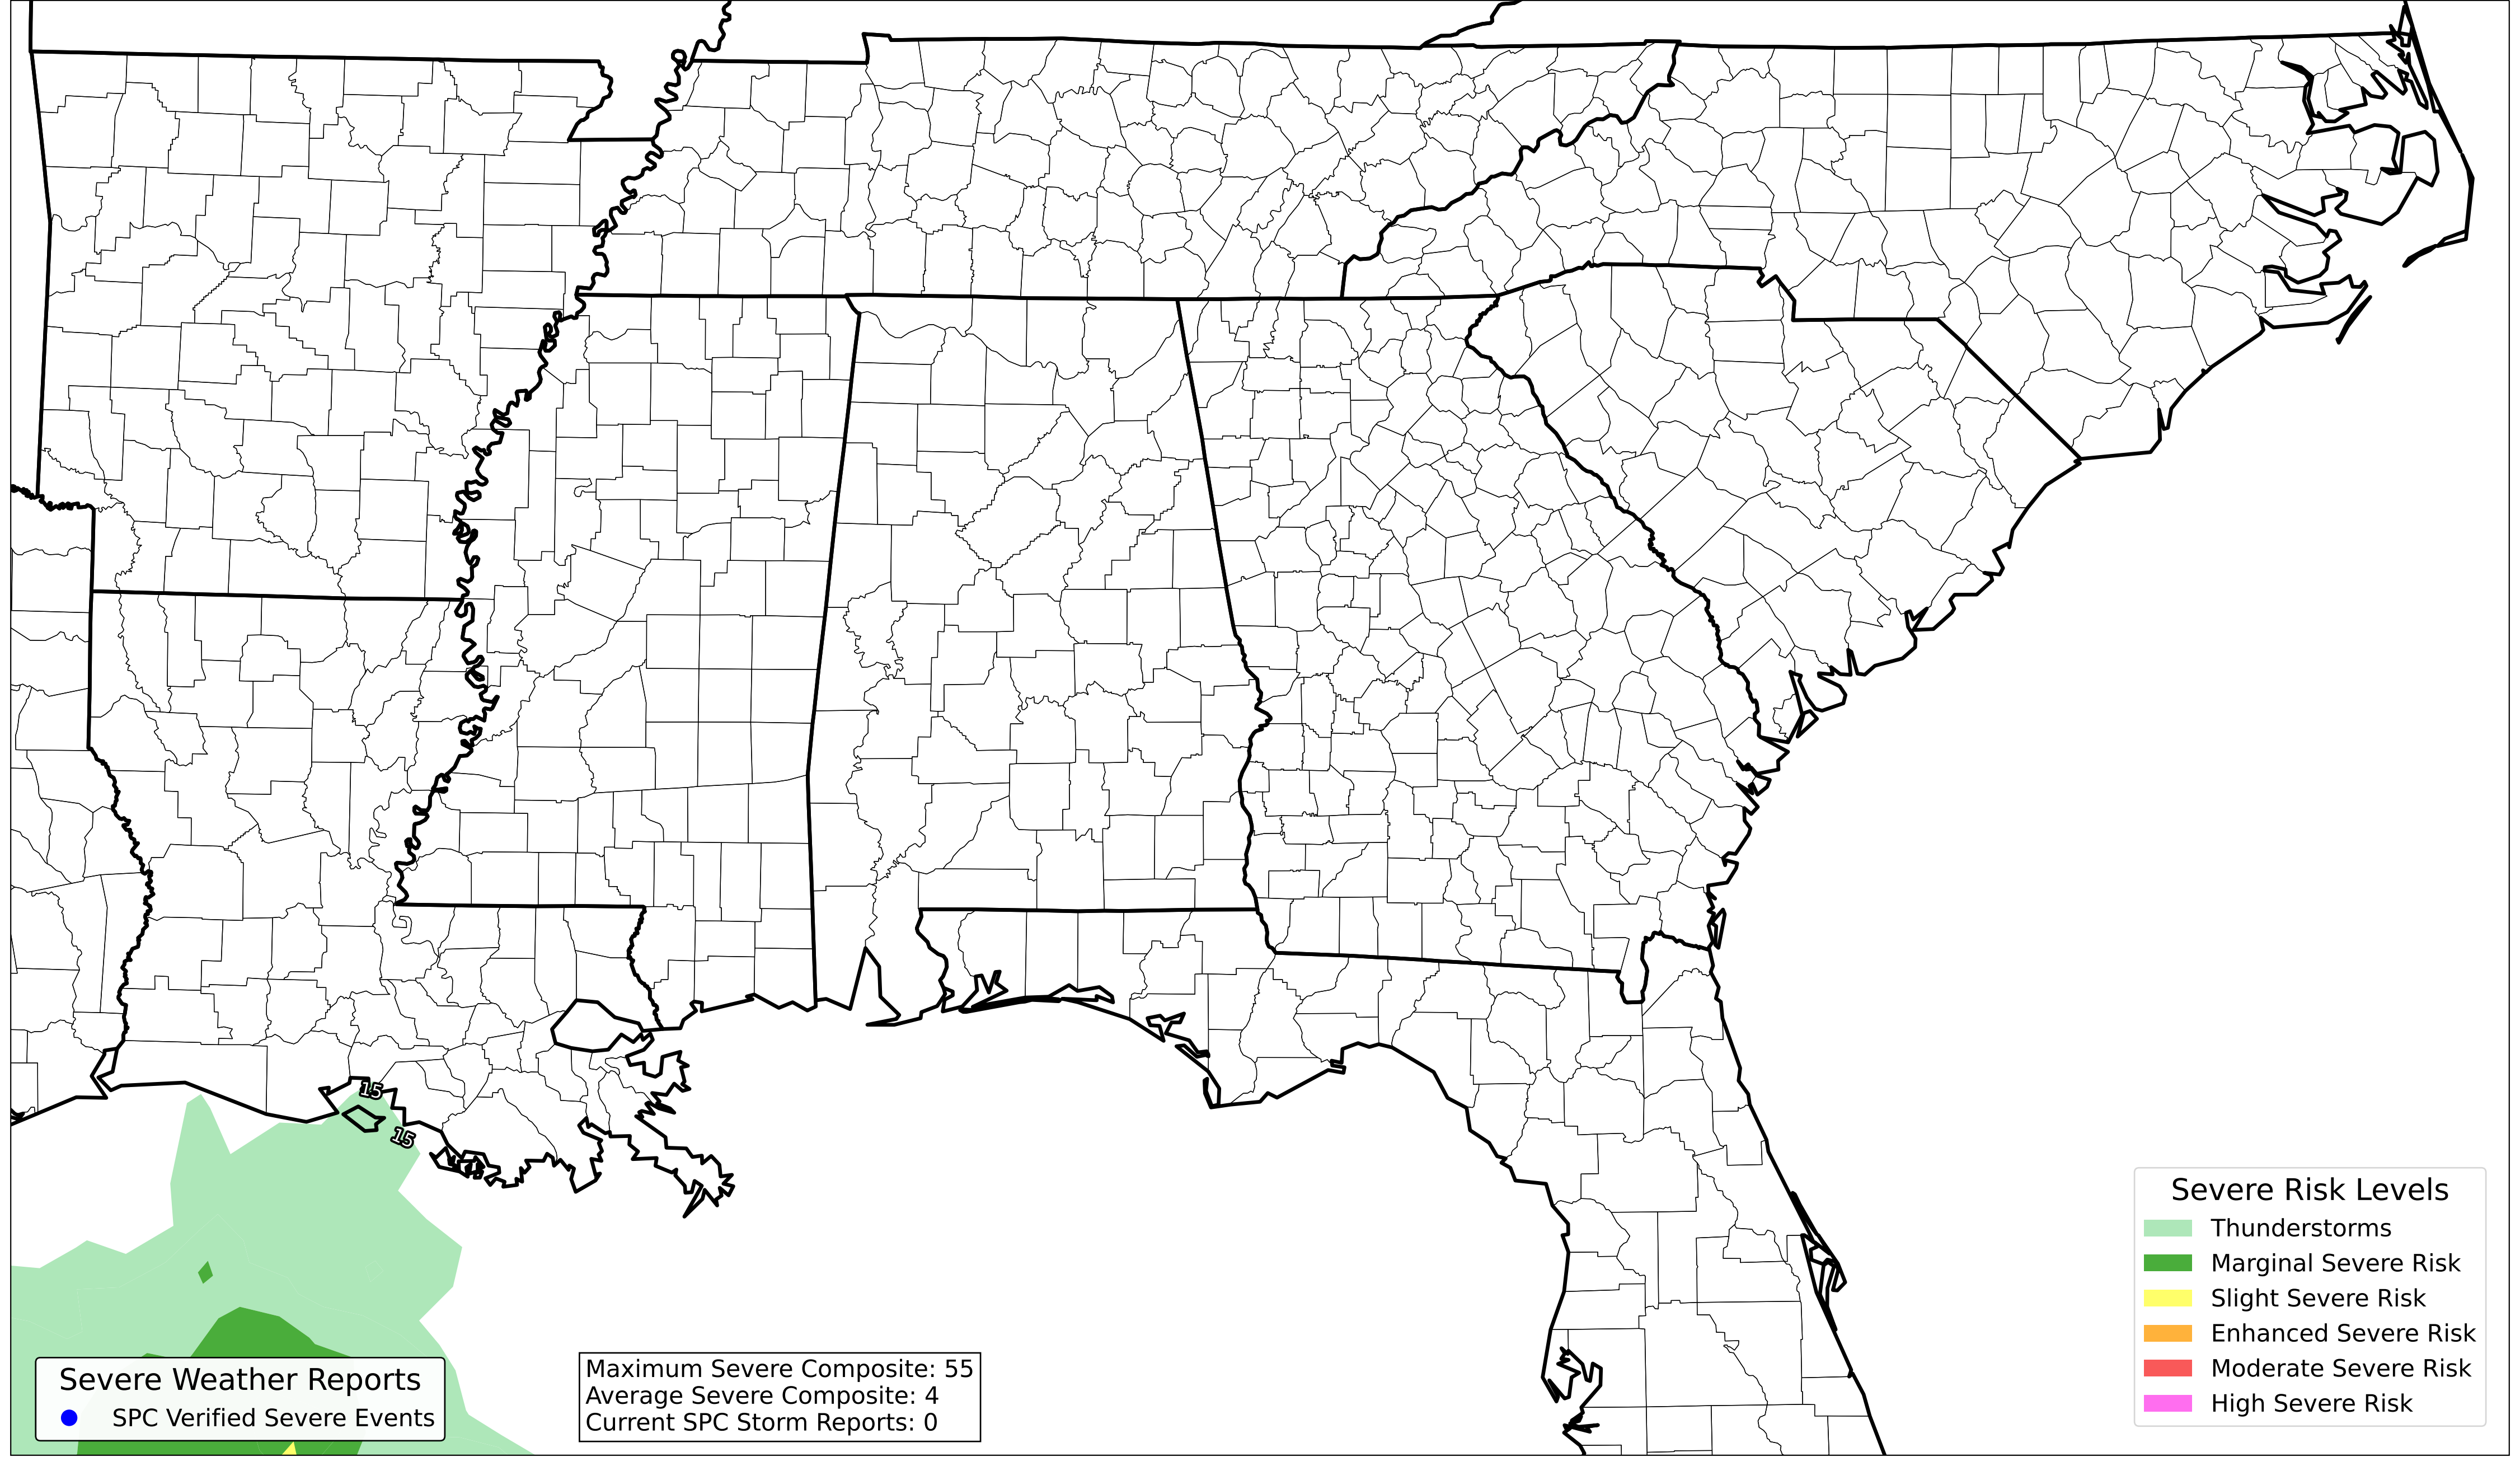 15
15
Severe Weather Reports
SPC Verified Severe Events
Maximum Severe Composite: 55
Average Severe Composite: 4
Current SPC Storm Reports: 0
Severe Risk Levels
Thunderstorms
Marginal Severe Risk
Slight Severe Risk
Enhanced Severe Risk
Moderate Severe Risk
High Severe Risk